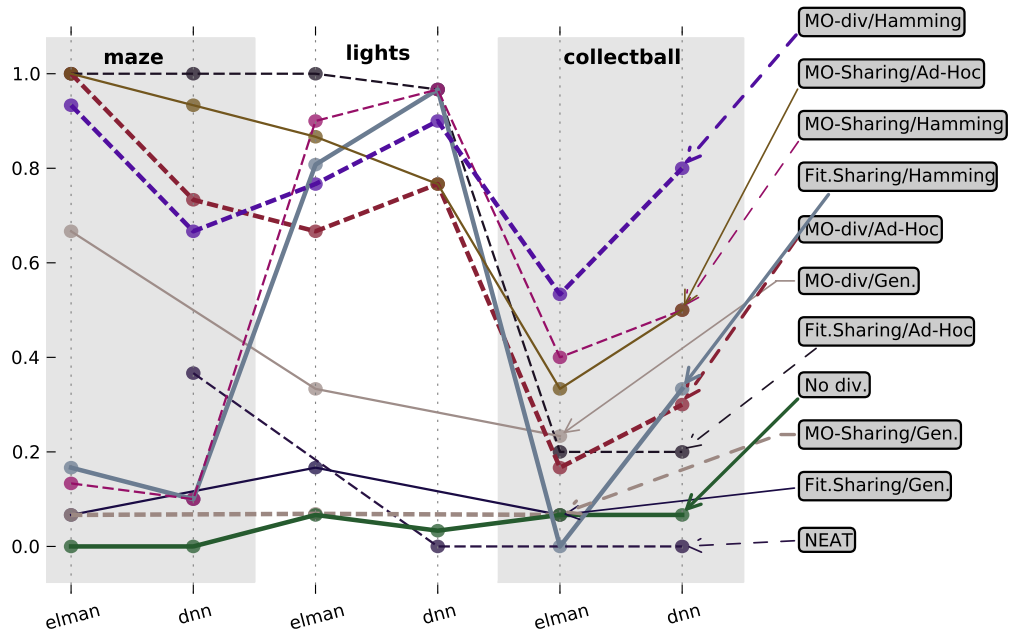 MO-div/Hamming
maze
lights
collectball
1.0
MO-Sharing/Ad-Hoc
MO-Sharing/Hamming
0.8
Fit.Sharing/Hamming
MO-div/Ad-Hoc
0.6
MO-div/Gen.
Fit.Sharing/Ad-Hoc
0.4
No div.
MO-Sharing/Gen.
0.2
Fit.Sharing/Gen.
NEAT
0.0
elman
dnn
elman
dnn
elman
dnn